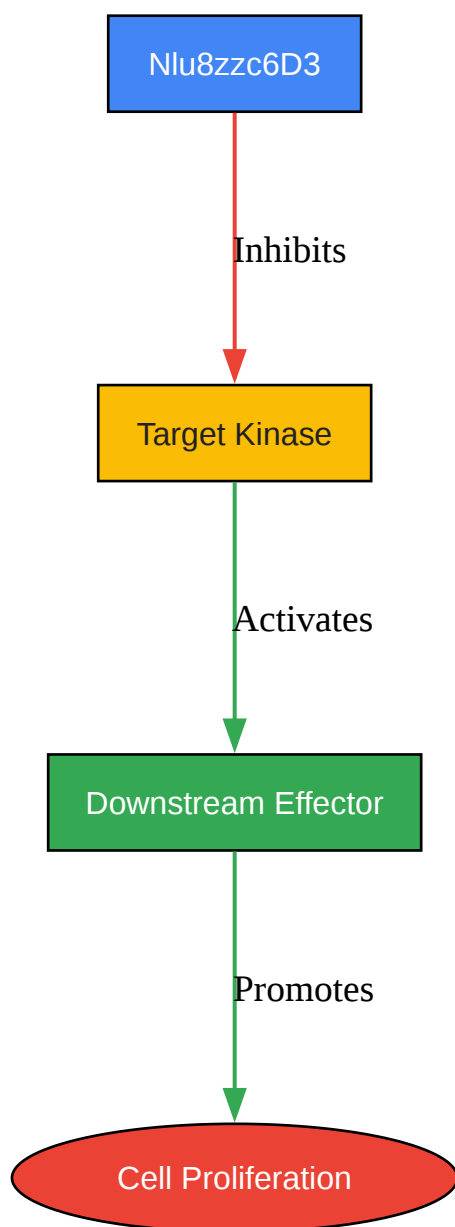 Nlu8zzc6D3
Inhibits
Target Kinase
Activates
Downstream Effector
Promotes
Cell Proliferation